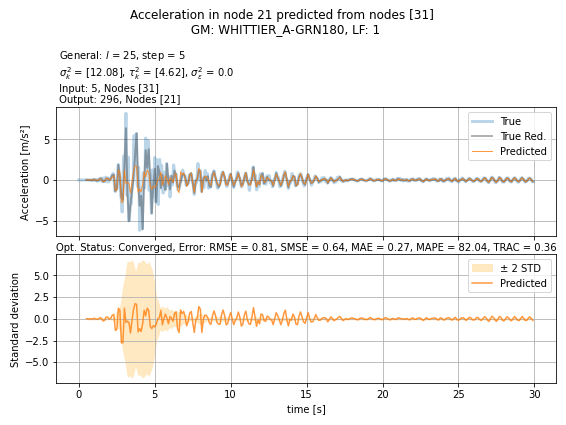 Acceleration in node 21 predicted from nodes [31]
GM: WHITTIER_A-GRN180, LF: 1
General: l = 25, step = 5
σ²ₖ = [12.08], τ²ₖ = [4.62], σ²_ε = 0.0
Input: 5, Nodes [31]
Output: 296, Nodes [21]
Acceleration [m/s²]
5
0
−5
True
True Red.
Predicted
Opt. Status: Converged, Error: RMSE = 0.81, SMSE = 0.64, MAE = 0.27, MAPE = 82.04, TRAC = 0.36
Standard deviation
5.0
2.5
0.0
−2.5
−5.0
± 2 STD
Predicted
0 5 10 15 20 25 30
time [s]